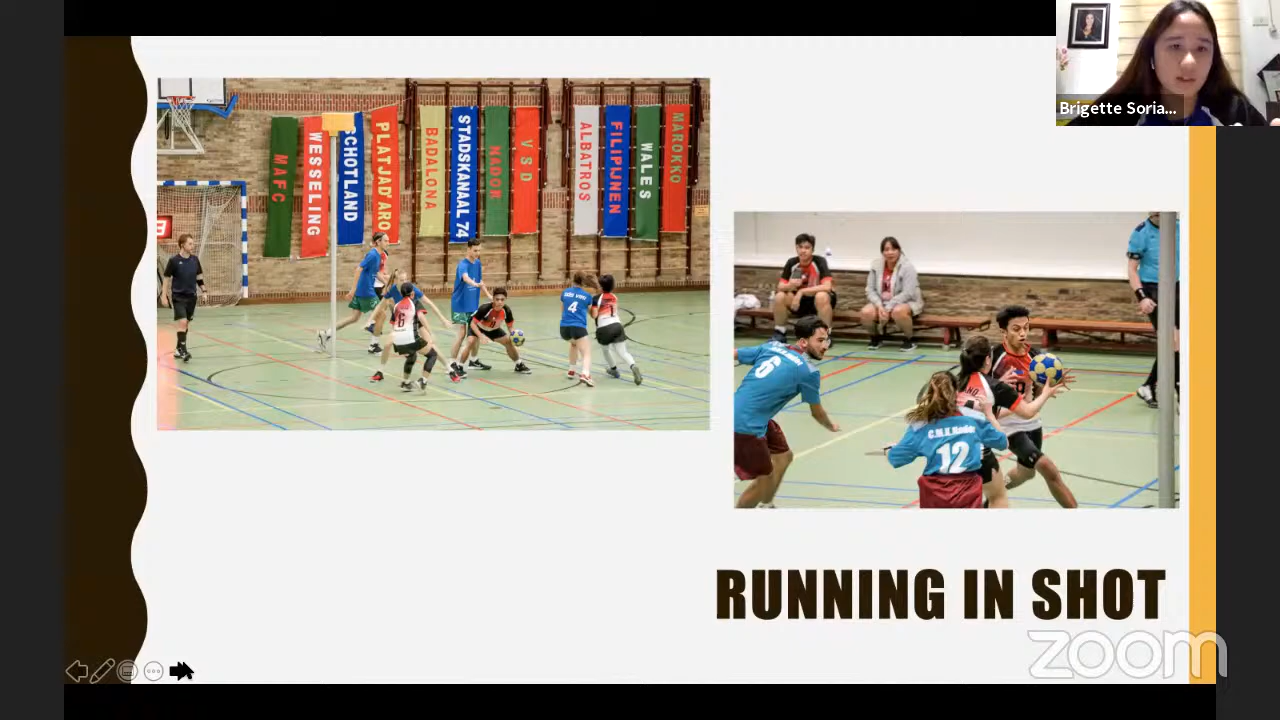 Brigette Soria...
MAFC
WESSELING
SCHOTLAND
PLATJAD'ARO
BADALONA
STADSKANAAL 74
NADOR
VSD
ALBATROS
FILIPIJNEN
WALES
MAROKKO
6
4
1
6
12
RUNNING IN SHOT
zoom